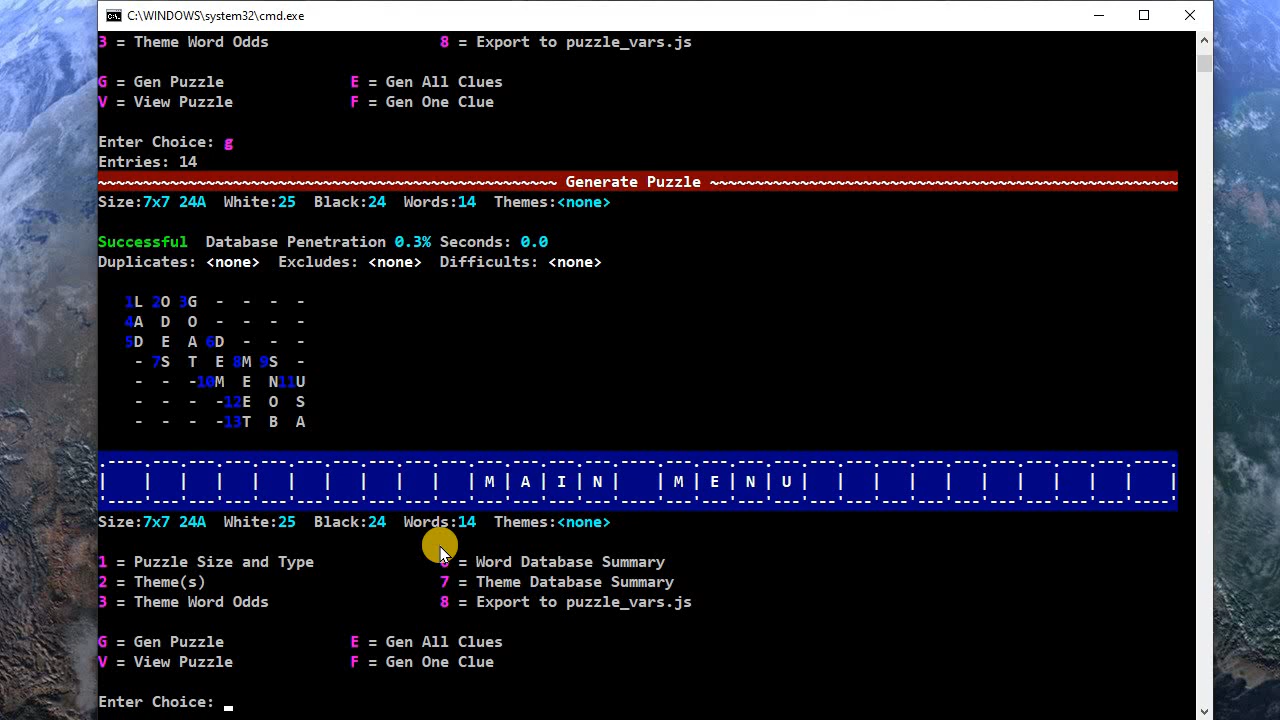 C:\WINDOWS\system32\cmd.exe
3 = Theme Word Odds 8 = Export to puzzle_vars.js
G = Gen Puzzle E = Gen All Clues
V = View Puzzle F = Gen One Clue
Enter Choice: g
Entries: 14
~~~~~~~~~~~~~~~~~~~~~~~~~~~~~~~~~~~~~~~~~~~~~~~~~~~ Generate Puzzle ~~~~~~~~~~~~~~~~~~~~~~~~~~~~~~~~~~~~~~~~~~~~~~~~~~~~
Size:7x7 24A White:25 Black:24 Words:14 Themes:<none>
Successful Database Penetration 0.3% Seconds: 0.0
Duplicates: <none> Excludes: <none> Difficults: <none>
1L 2O 3G - - - -
4A D O - - - -
5D E A 6D - - -
- 7S T E 8M 9S -
- - -10M E N11U
- - - -12E O S
- - - -13T B A
| | | | | | | | | | |M|A|I|N| |M|E|N|U| | | | | | | | | | |
Size:7x7 24A White:25 Black:24 Words:14 Themes:<none>
1 = Puzzle Size and Type = Word Database Summary
2 = Theme(s) 7 = Theme Database Summary
3 = Theme Word Odds 8 = Export to puzzle_vars.js
G = Gen Puzzle E = Gen All Clues
V = View Puzzle F = Gen One Clue
Enter Choice: